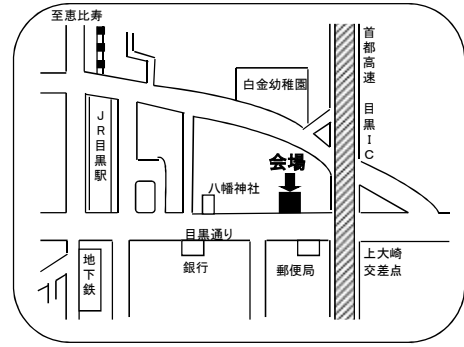 至恵比寿
首都高速 目黒IC
白金幼稚園
JR目黒駅
会場
八幡神社
目黒通り
地下鉄
銀行
郵便局
上大崎
交差点